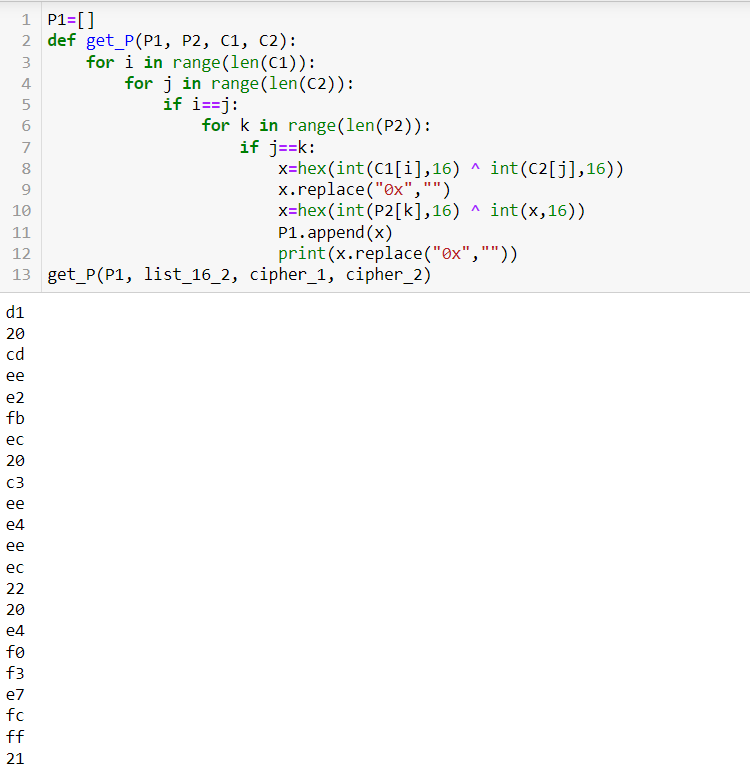 1 P1=[]
2 def get_P(P1, P2, C1, C2):
3     for i in range(len(C1)):
4         for j in range(len(C2)):
5             if i==j:
6                 for k in range(len(P2)):
7                     if j==k:
8                         x=hex(int(C1[i],16) ^ int(C2[j],16))
9                         x.replace("0x","")
10                         x=hex(int(P2[k],16) ^ int(x,16))
11                         P1.append(x)
12                         print(x.replace("0x",""))
13 get_P(P1, list_16_2, cipher_1, cipher_2)
d1
20
cd
ee
e2
fb
ec
20
c3
ee
e4
ee
ec
22
20
e4
f0
f3
e7
fc
ff
21